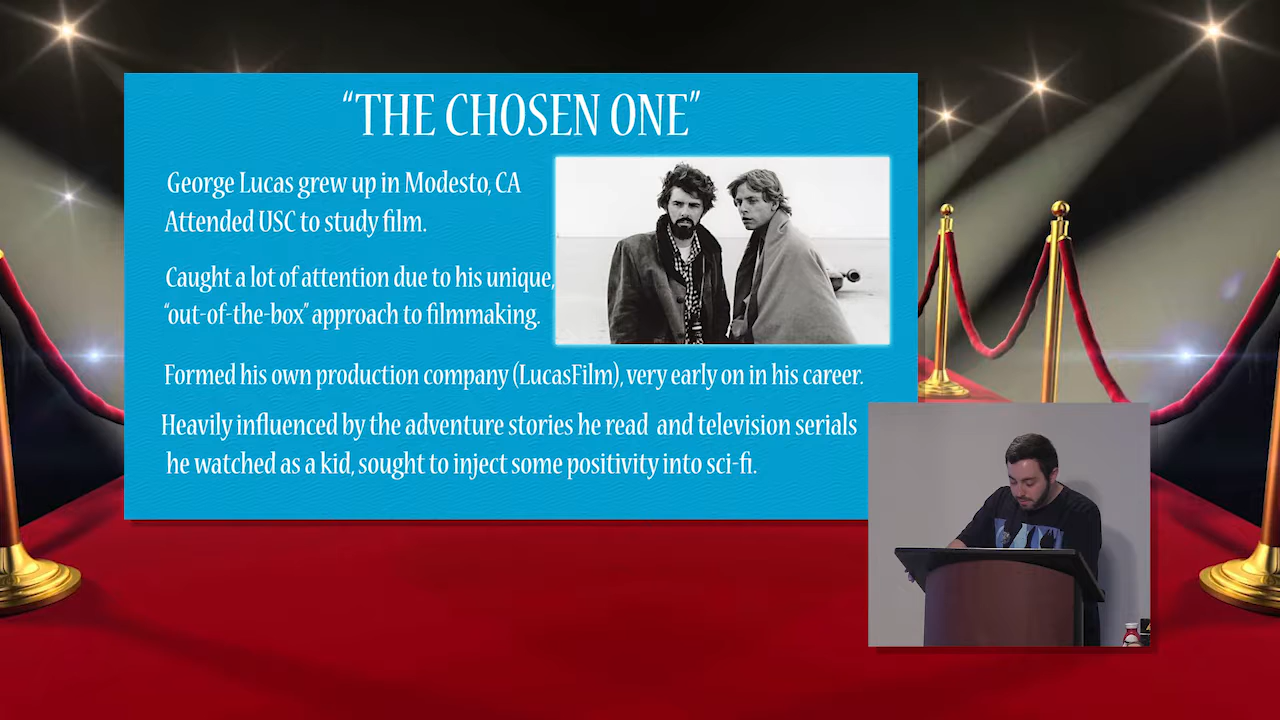 “THE CHOSEN ONE”
George Lucas grew up in Modesto, CA
Attended USC to study film.
Caught a lot of attention due to his unique,
“out-of-the-box” approach to filmmaking.
Formed his own production company (LucasFilm), very early on in his career.
Heavily influenced by the adventure stories he read and television serials
he watched as a kid, sought to inject some positivity into sci-fi.